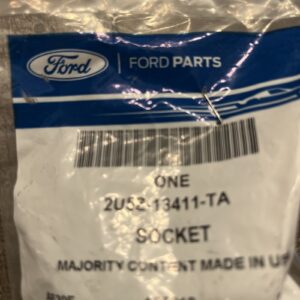 Ford FORD PARTS
ONE
2U5Z-13411-TA
SOCKET
MAJORITY CONTENT MADE IN